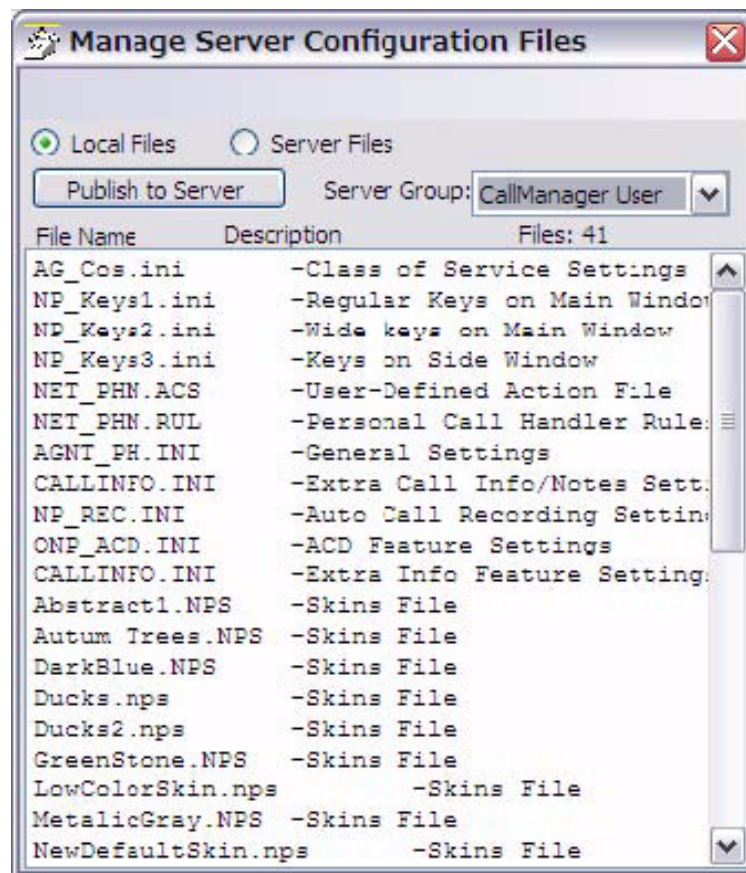 Manage Server Configuration Files
Local Files Server Files
Publish to Server Server Group: CallManager User
File Name Description Files: 41
AG_Cos.ini -Class of Service Settings
NP_Keys1.ini -Regular Keys on Main Window
NP_Keys2.ini -Wide keys on Main Window
NP_Keys3.ini -Keys on Side Window
NET_PHN.ACS -User-Defined Action File
NET_PHN.RUL -Personal Call Handler Rule
AGNT_PH.INI -General Settings
CALLINFO.INI -Extra Call Info/Notes Sett
NP_REC.INI -Auto Call Recording Settin
ONP_ACD.INI -ACD Feature Settings
CALLINFO.INI -Extra Info Feature Setting
Abstract1.NPS -Skins File
Autum Trees.NPS -Skins File
DarkBlue.NPS -Skins File
Ducks.nps -Skins File
Ducks2.nps -Skins File
GreenStone.NPS -Skins File
LowColorSkin.nps -Skins File
MetalicGray.NPS -Skins File
NewDefaultSkin.nps -Skins File